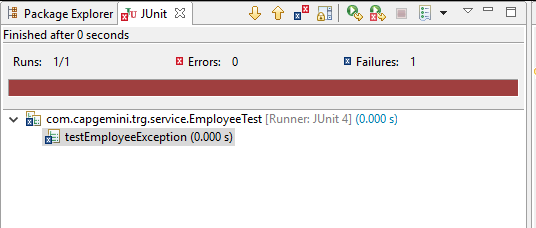 Package Explorer JUnit
Finished after 0 seconds
Runs: 1/1 Errors: 0 Failures: 1
com.capgemini.trg.service.EmployeeTest [Runner: JUnit 4] (0.000 s)
testEmployeeException (0.000 s)